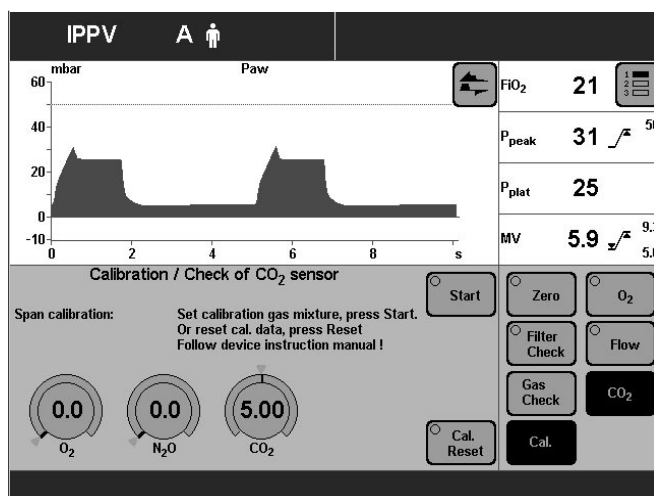 IPPV A
mbar Paw
60
40
20
0
-10
0 2 4 6 8 s
FiO2 21
1
2
3
Ppeak 31
Pplat 25
MV 5.9
Calibration / Check of CO2 sensor
Span calibration:
Set calibration gas mixture, press Start.
Or reset cal. data, press Reset
Follow device instruction manual !
0.0
O2
0.0
N2O
5.00
CO2
Start
Cal.
Reset
Zero
O2
Filter
Check
Flow
Gas
Check
CO2
Cal.